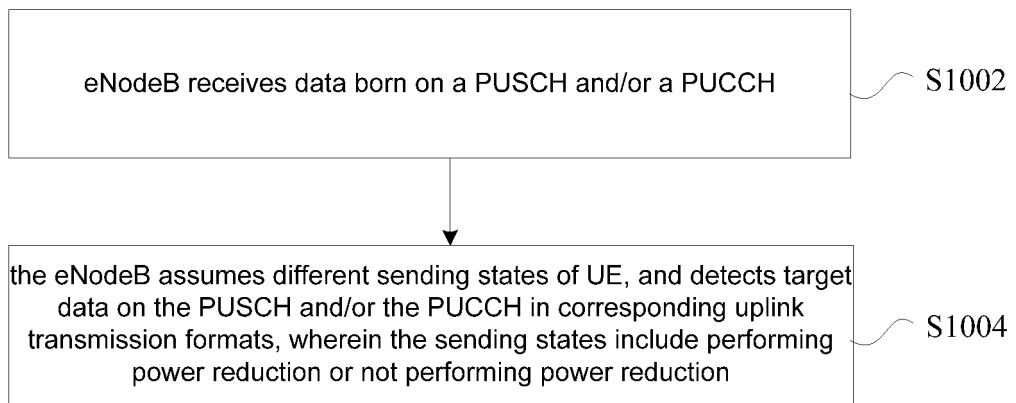 eNodeB receives data born on a PUSCH and/or a PUCCH
S1002
the eNodeB assumes different sending states of UE, and detects target
data on the PUSCH and/or the PUCCH in corresponding uplink
transmission formats, wherein the sending states include performing
power reduction or not performing power reduction
S1004